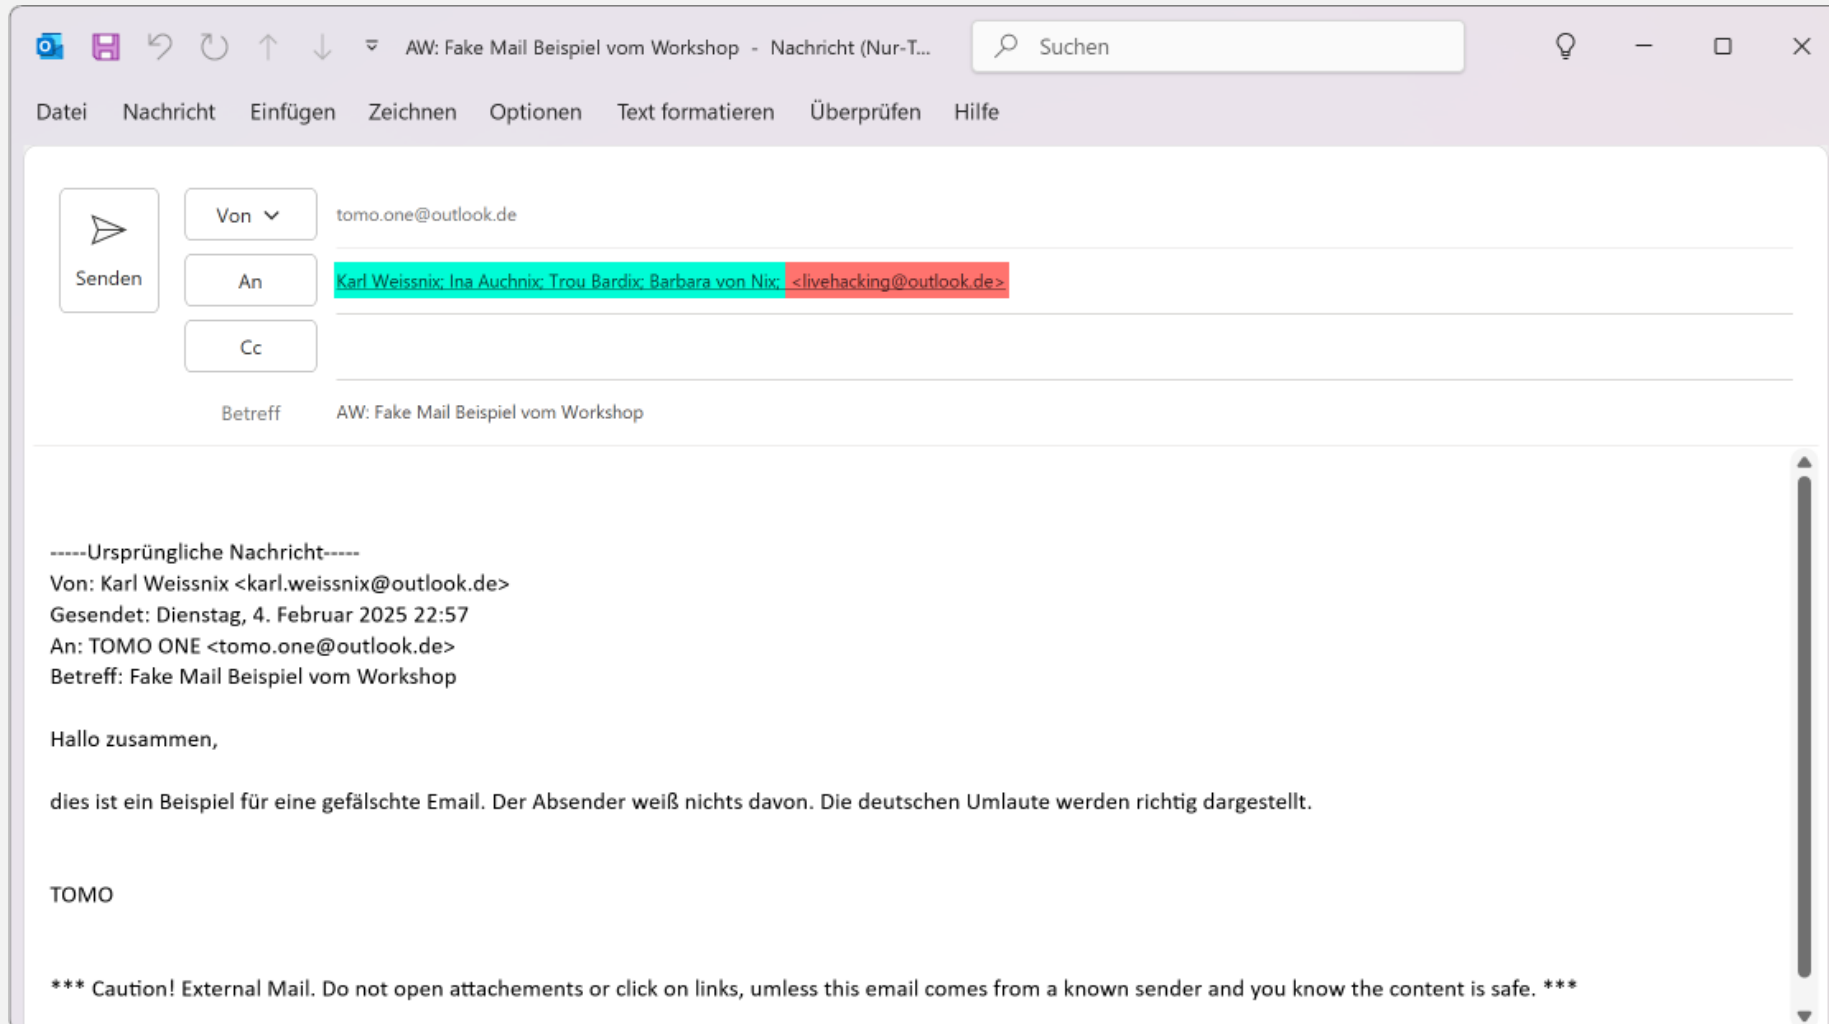 AW: Fake Mail Beispiel vom Workshop - Nachricht (Nur-T...
Suchen
Datei Nachricht Einfügen Zeichnen Optionen Text formatieren Überprüfen Hilfe
Senden
Von
tomo.one@outlook.de
An
Karl Weissnix; Ina Auchnix; Trou Bardix; Barbara von Nix; <livehacking@outlook.de>
Cc
Betreff
AW: Fake Mail Beispiel vom Workshop
-----Ursprüngliche Nachricht-----
Von: Karl Weissnix <karl.weissnix@outlook.de>
Gesendet: Dienstag, 4. Februar 2025 22:57
An: TOMO ONE <tomo.one@outlook.de>
Betreff: Fake Mail Beispiel vom Workshop
Hallo zusammen,
dies ist ein Beispiel für eine gefälschte Email. Der Absender weiß nichts davon. Die deutschen Umlaute werden richtig dargestellt.
TOMO
*** Caution! External Mail. Do not open attachements or click on links, umless this email comes from a known sender and you know the content is safe. ***